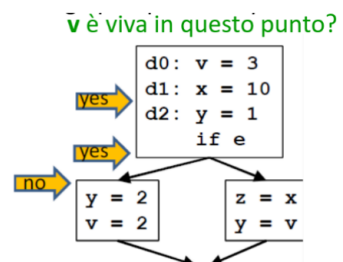 v è viva in questo punto?
d0: v = 3
yes
d1: x = 10
d2: y = 1
yes
if e
no
y = 2
v = 2
z = x
y = v